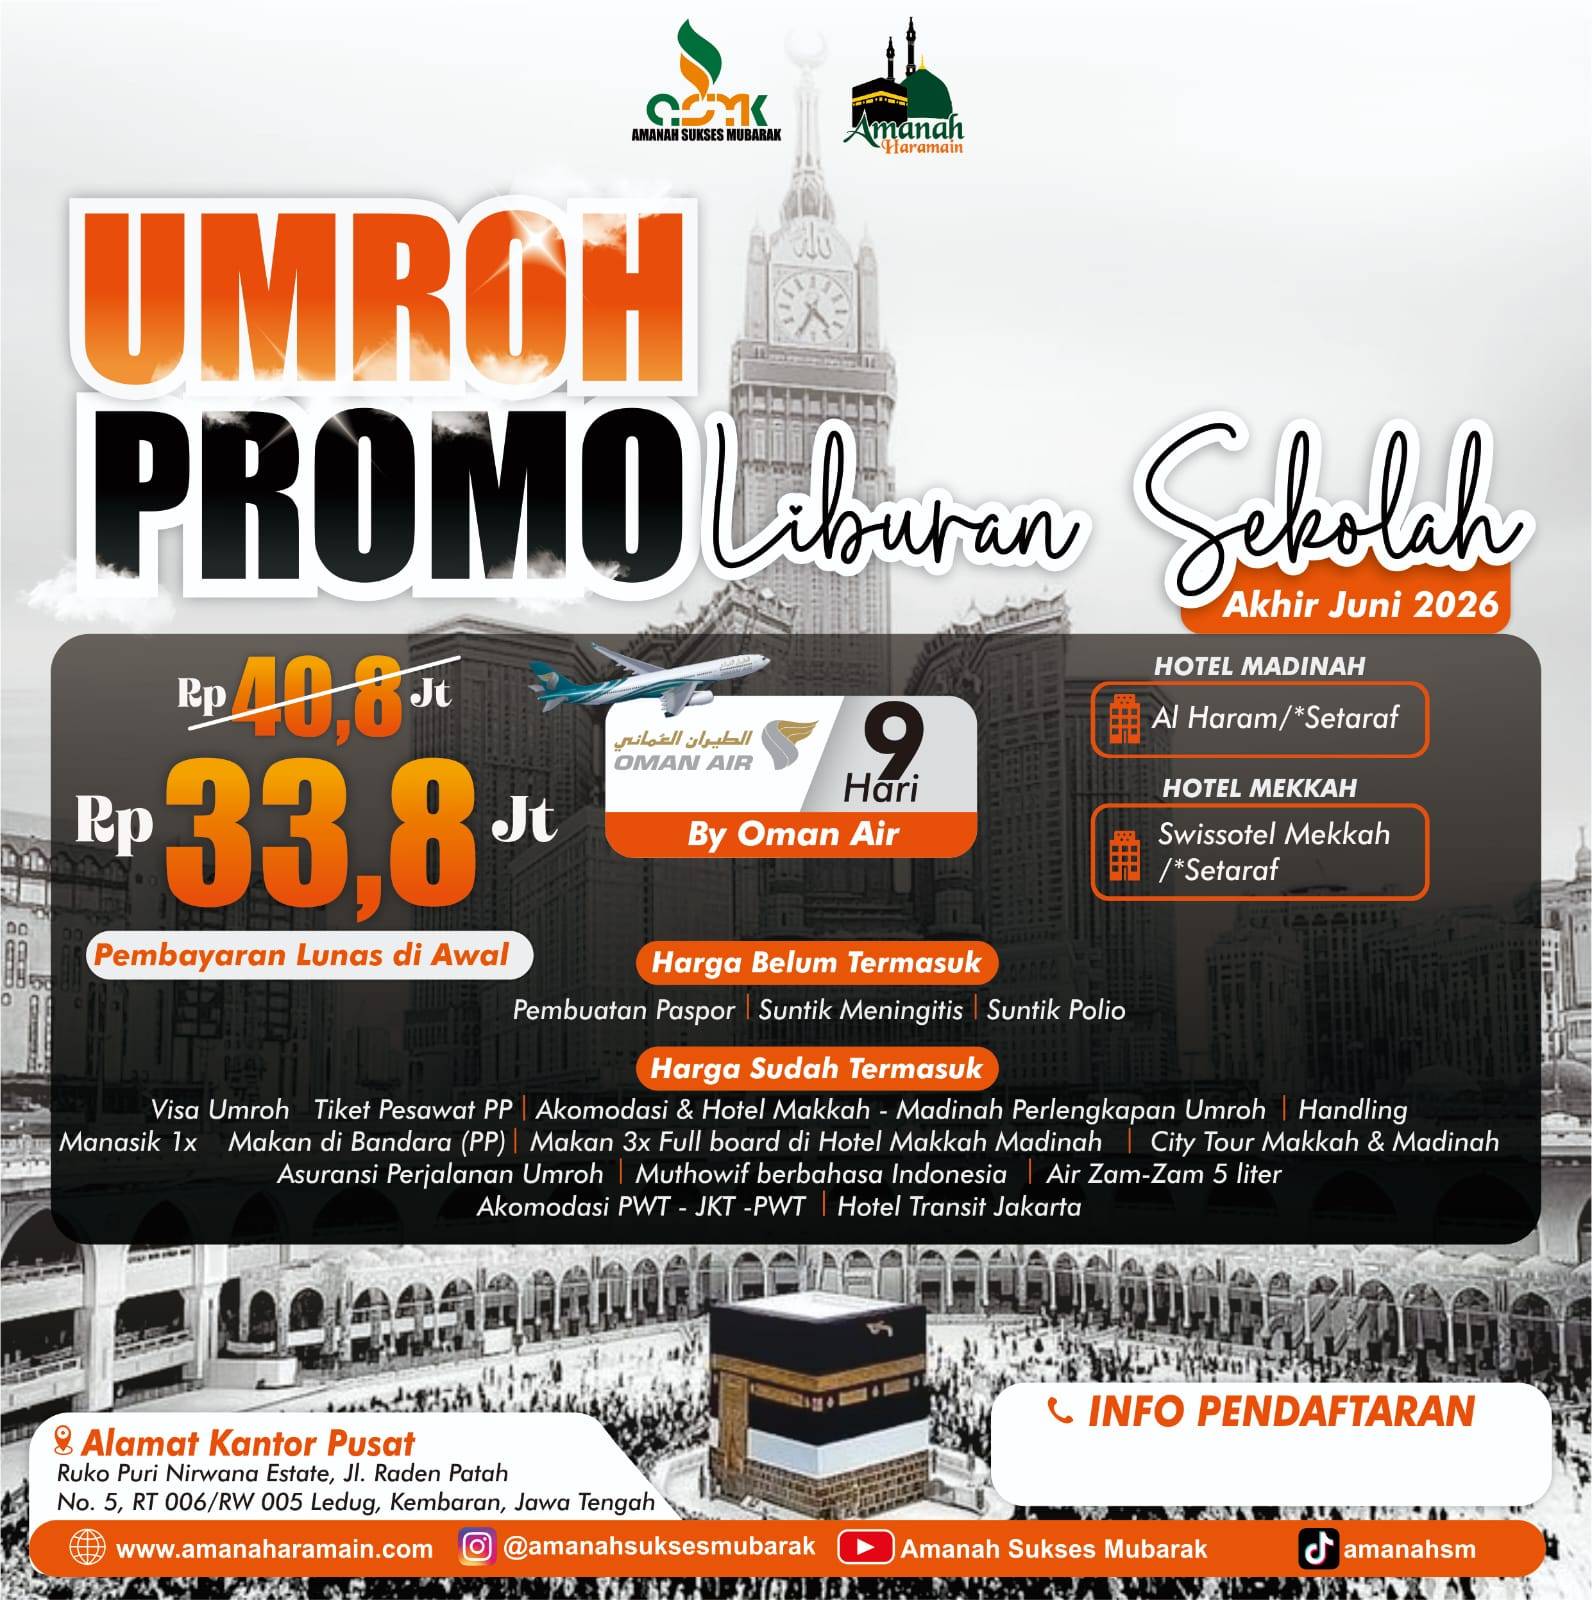 ASMK
AMANAH SUKSES MUBARAK
Amanah
Haramain
UMROH
PROMO Liburan Sekolah
Akhir Juni 2026
Rp 40,8 Jt
Rp 33,8 Jt
Pembayaran Lunas di Awal
الطيران العُماني
OMAN AIR
9
Hari
By Oman Air
HOTEL MADINAH
Al Haram/*Setaraf
HOTEL MEKKAH
Swissotel Mekkah
/*Setaraf
Harga Belum Termasuk
Pembuatan Paspor | Suntik Meningitis | Suntik Polio
Harga Sudah Termasuk
Visa Umroh Tiket Pesawat PP | Akomodasi & Hotel Makkah - Madinah Perlengkapan Umroh | Handling
Manasik 1x Makan di Bandara (PP) | Makan 3x Full board di Hotel Makkah Madinah | City Tour Makkah & Madinah
Asuransi Perjalanan Umroh | Muthowif berbahasa Indonesia | Air Zam-Zam 5 liter
Akomodasi PWT - JKT -PWT | Hotel Transit Jakarta
INFO PENDAFTARAN
Alamat Kantor Pusat
Ruko Puri Nirwana Estate, Jl. Raden Patah
No. 5, RT 006/RW 005 Ledug, Kembaran, Jawa Tengah
www.amanaharamain.com @amanahsuksesmubarak Amanah Sukses Mubarak amanahsm